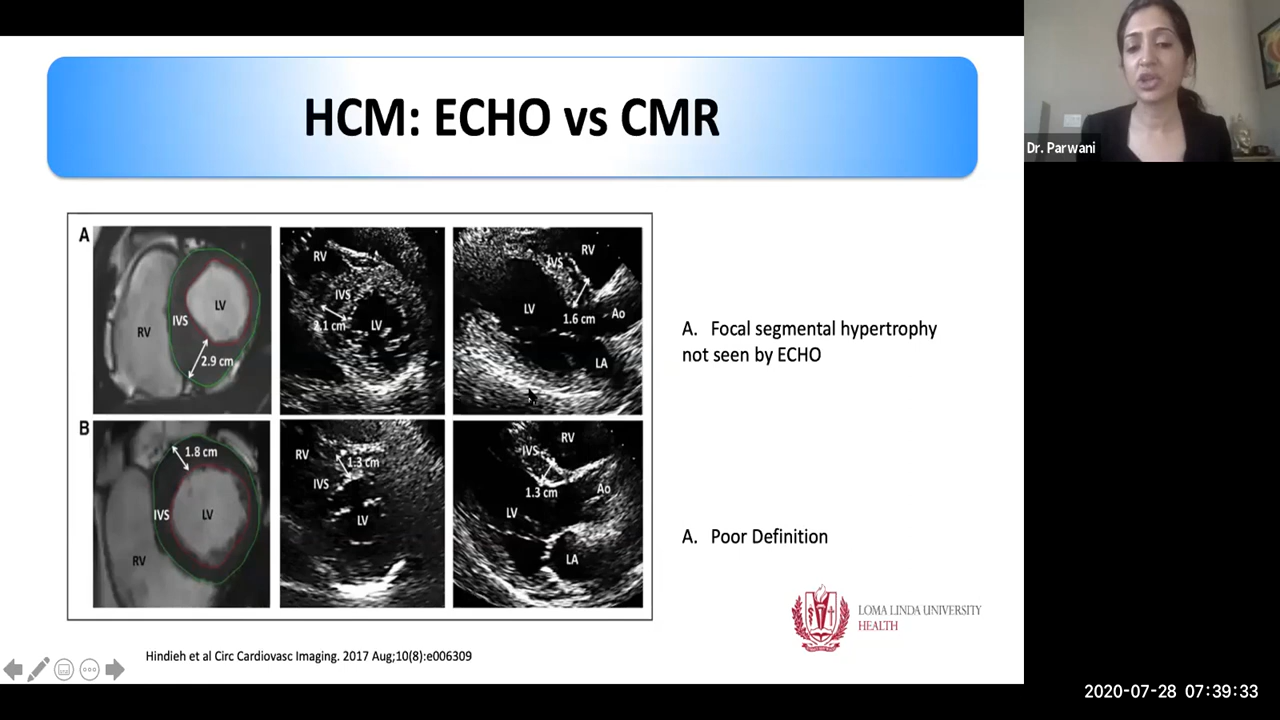 HCM: ECHO vs CMR
Dr. Parwani
A
RV
IVS
LV
2.9 cm
RV
IVS
2.1 cm
LV
RV
IVS
LV
1.6 cm
Ao
LA
A. Focal segmental hypertrophy
not seen by ECHO
B
1.8 cm
IVS
LV
RV
RV
1.3 cm
IVS
LV
RV
IVS
1.3 cm
Ao
LV
LA
A. Poor Definition
LOMA LINDA UNIVERSITY
HEALTH
Hindieh et al Circ Cardiovasc Imaging. 2017 Aug;10(8):e006309
2020-07-28 07:39:33